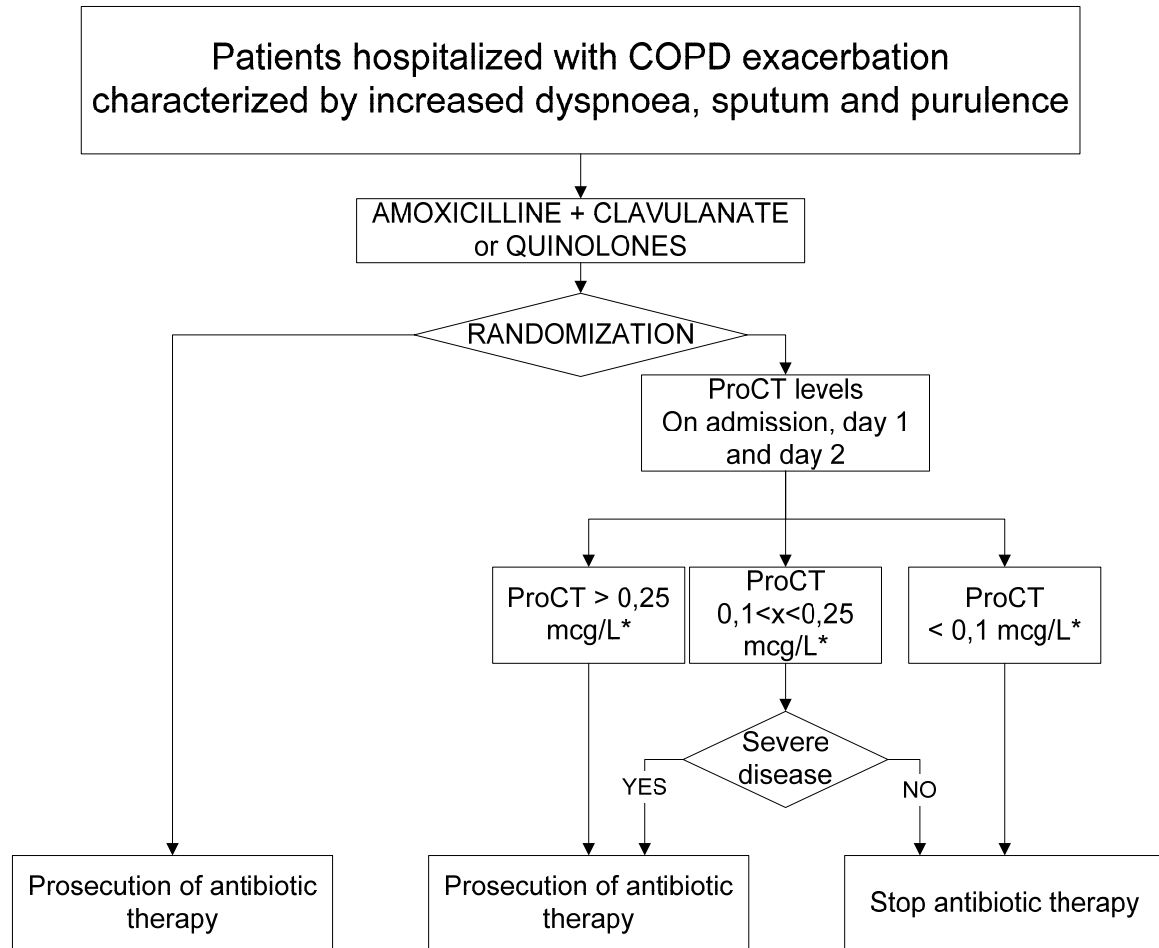 Patients hospitalized with COPD exacerbation
characterized by increased dyspnoea, sputum and purulence
AMOXICILLINE + CLAVULANATE
or QUINOLONES
RANDOMIZATION
ProCT levels
On admission, day 1
and day 2
ProCT > 0,25
mcg/L*
ProCT
0,1<x<0,25
mcg/L*
ProCT
< 0,1 mcg/L*
Severe
disease
YES
NO
Prosecution of antibiotic
therapy
Prosecution of antibiotic
therapy
Stop antibiotic therapy